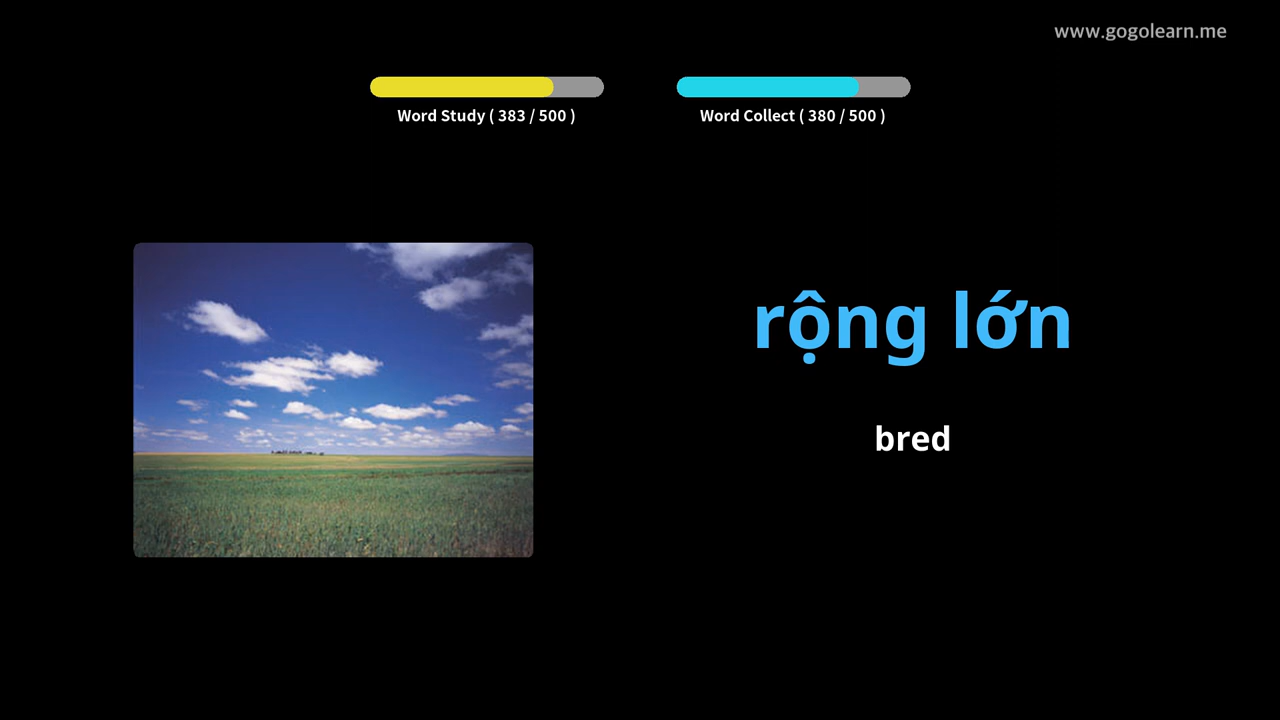 www.gogolearn.me
Word Study ( 383 / 500 )
Word Collect ( 380 / 500 )
rộng lớn
bred